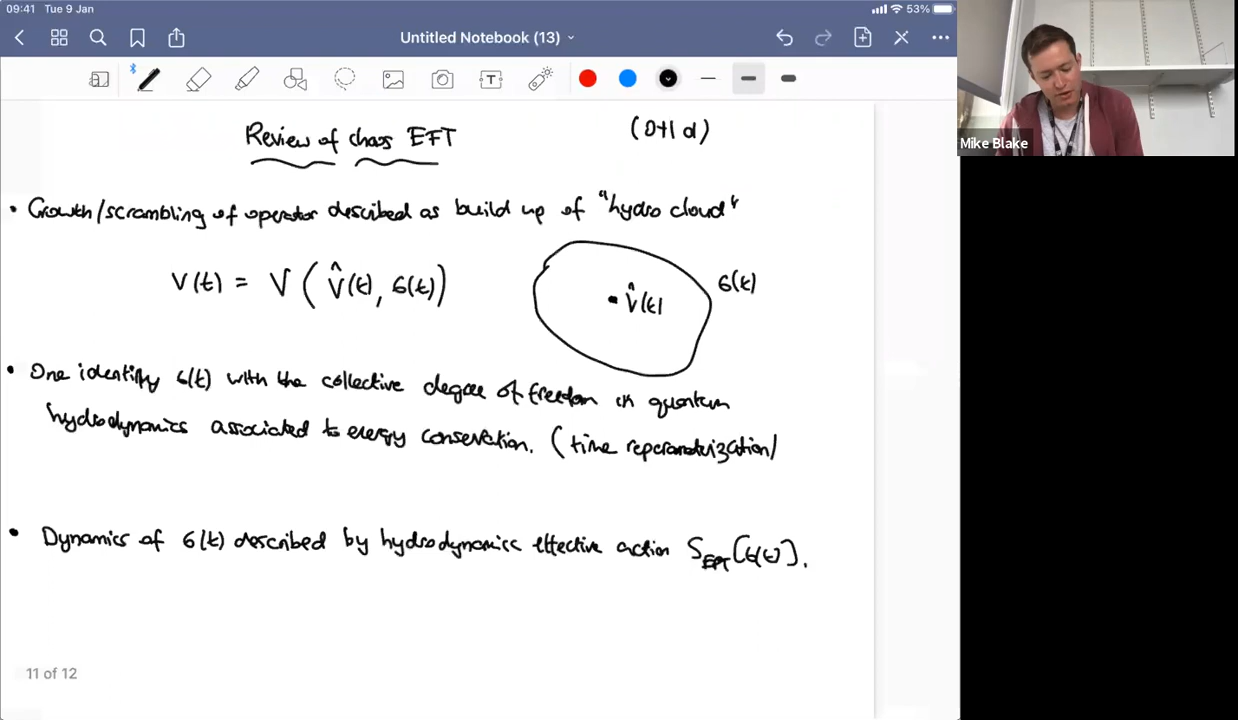 09:41 Tue 9 Jan
53%
Untitled Notebook (13)
Mike Blake
Review of chaos EFT (0+1 d)
• Growth/scrambling of operator described as build up of "hydro cloud"
V(t) = V ( V̂(t), σ(t) )
V̂(t) σ(t)
• One identify σ(t) with the collective degree of freedom in quantum
hydrodynamics associated to energy conservation. (time reparameterization)
• Dynamics of σ(t) described by hydrodynamics effective action S_EFT[σ(t)].
11 of 12